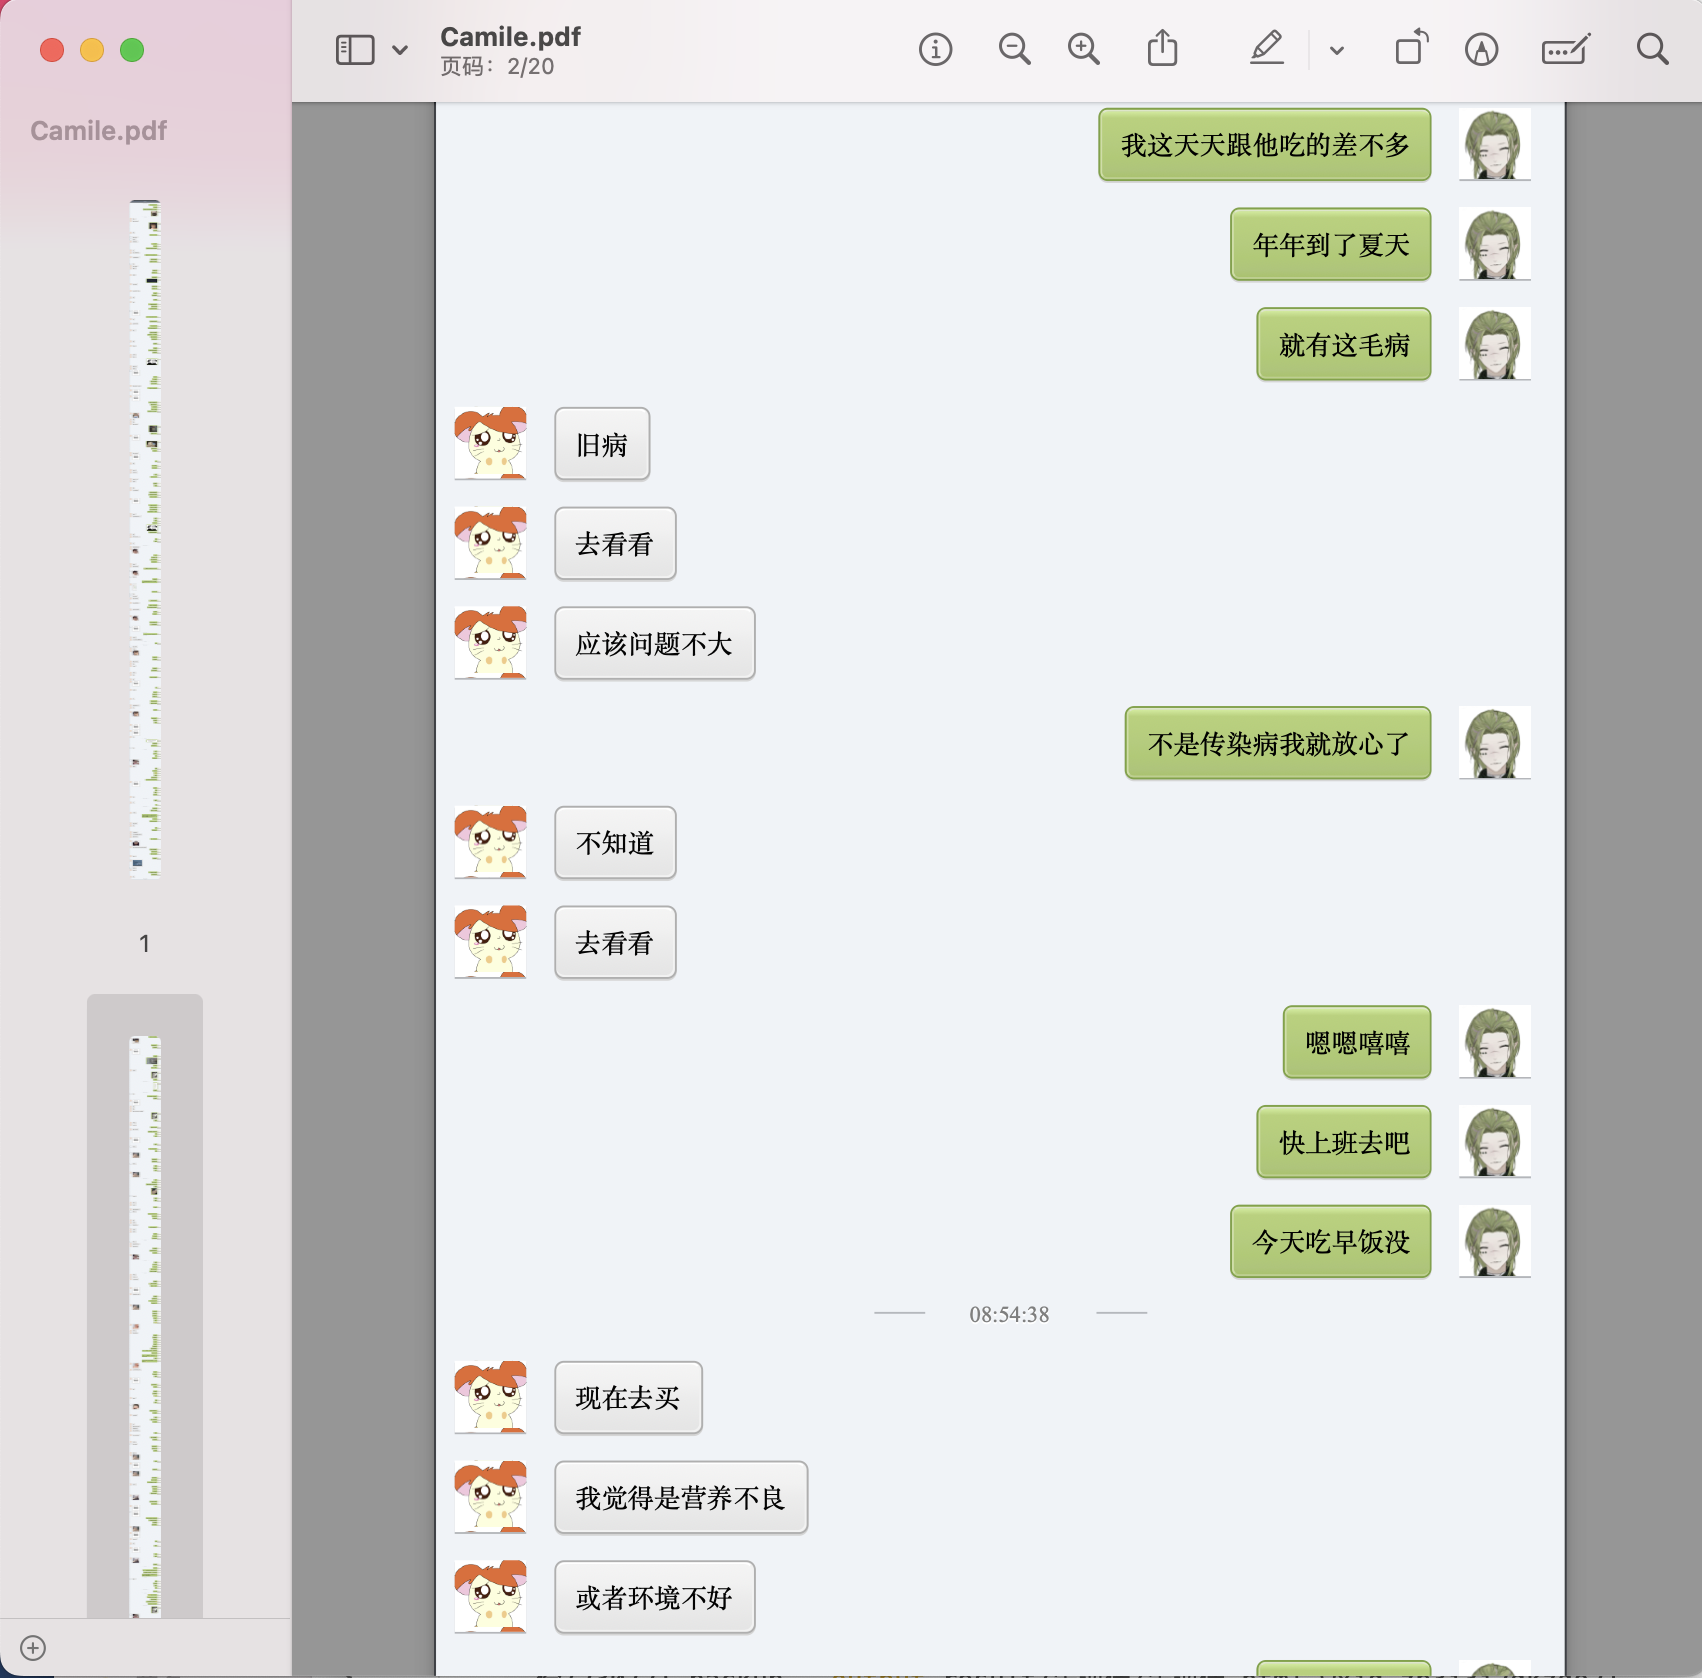 Camile.pdf
页码：2/20
Camile.pdf
1
我这天天跟他吃的差不多
年年到了夏天
就有这毛病
旧病
去看看
应该问题不大
不是传染病我就放心了
不知道
去看看
嗯嗯嘻嘻
快上班去吧
今天吃早饭没
08:54:38
现在去买
我觉得是营养不良
或者环境不好